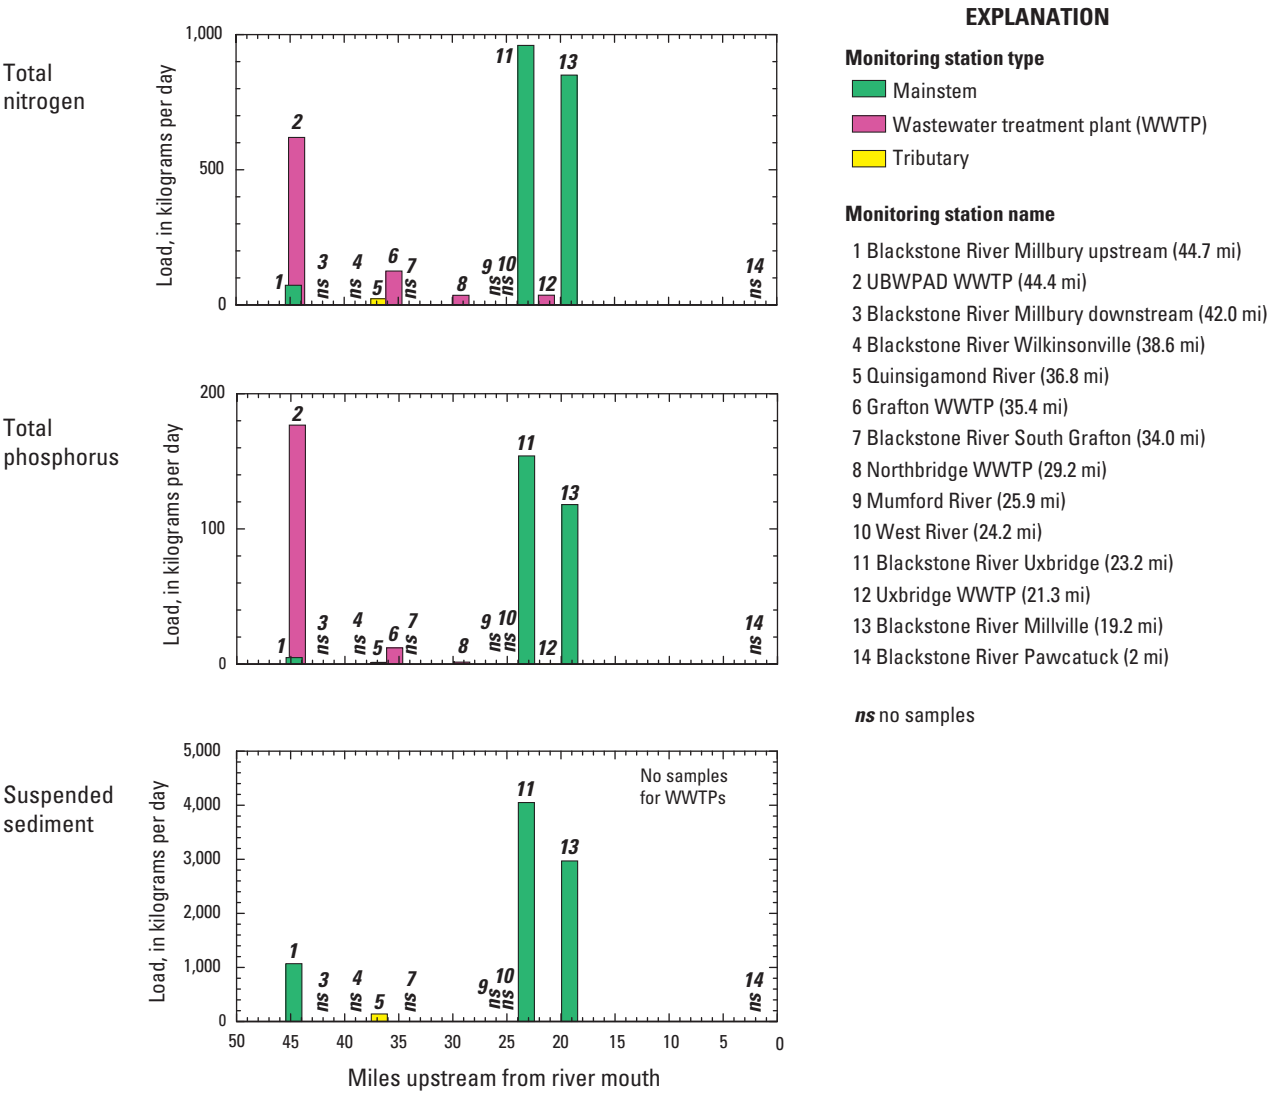 EXPLANATION
Monitoring station type
Mainstem
Wastewater treatment plant (WWTP)
Tributary
Monitoring station name
1 Blackstone River Millbury upstream (44.7 mi)
2 UBWPAD WWTP (44.4 mi)
3 Blackstone River Millbury downstream (42.0 mi)
4 Blackstone River Wilkinsonville (38.6 mi)
5 Quinsigamond River (36.8 mi)
6 Grafton WWTP (35.4 mi)
7 Blackstone River South Grafton (34.0 mi)
8 Northbridge WWTP (29.2 mi)
9 Mumford River (25.9 mi)
10 West River (24.2 mi)
11 Blackstone River Uxbridge (23.2 mi)
12 Uxbridge WWTP (21.3 mi)
13 Blackstone River Millville (19.2 mi)
14 Blackstone River Pawcatuck (2 mi)
ns no samples
Total
nitrogen
Load, in kilograms per day
1,000
500
0
1
2
3
ns
4
ns
5
6
7
ns
8
9
ns
10
ns
11
12
13
14
ns
Total
phosphorus
Load, in kilograms per day
200
100
0
1
2
3
ns
4
ns
5
6
7
ns
8
9
ns
10
ns
11
12
13
14
ns
Suspended
sediment
Load, in kilograms per day
5,000
4,000
3,000
2,000
1,000
0
No samples
for WWTPs
1
3
ns
4
ns
5
7
ns
9
ns
10
ns
11
13
14
ns
50 45 40 35 30 25 20 15 10 5 0
Miles upstream from river mouth